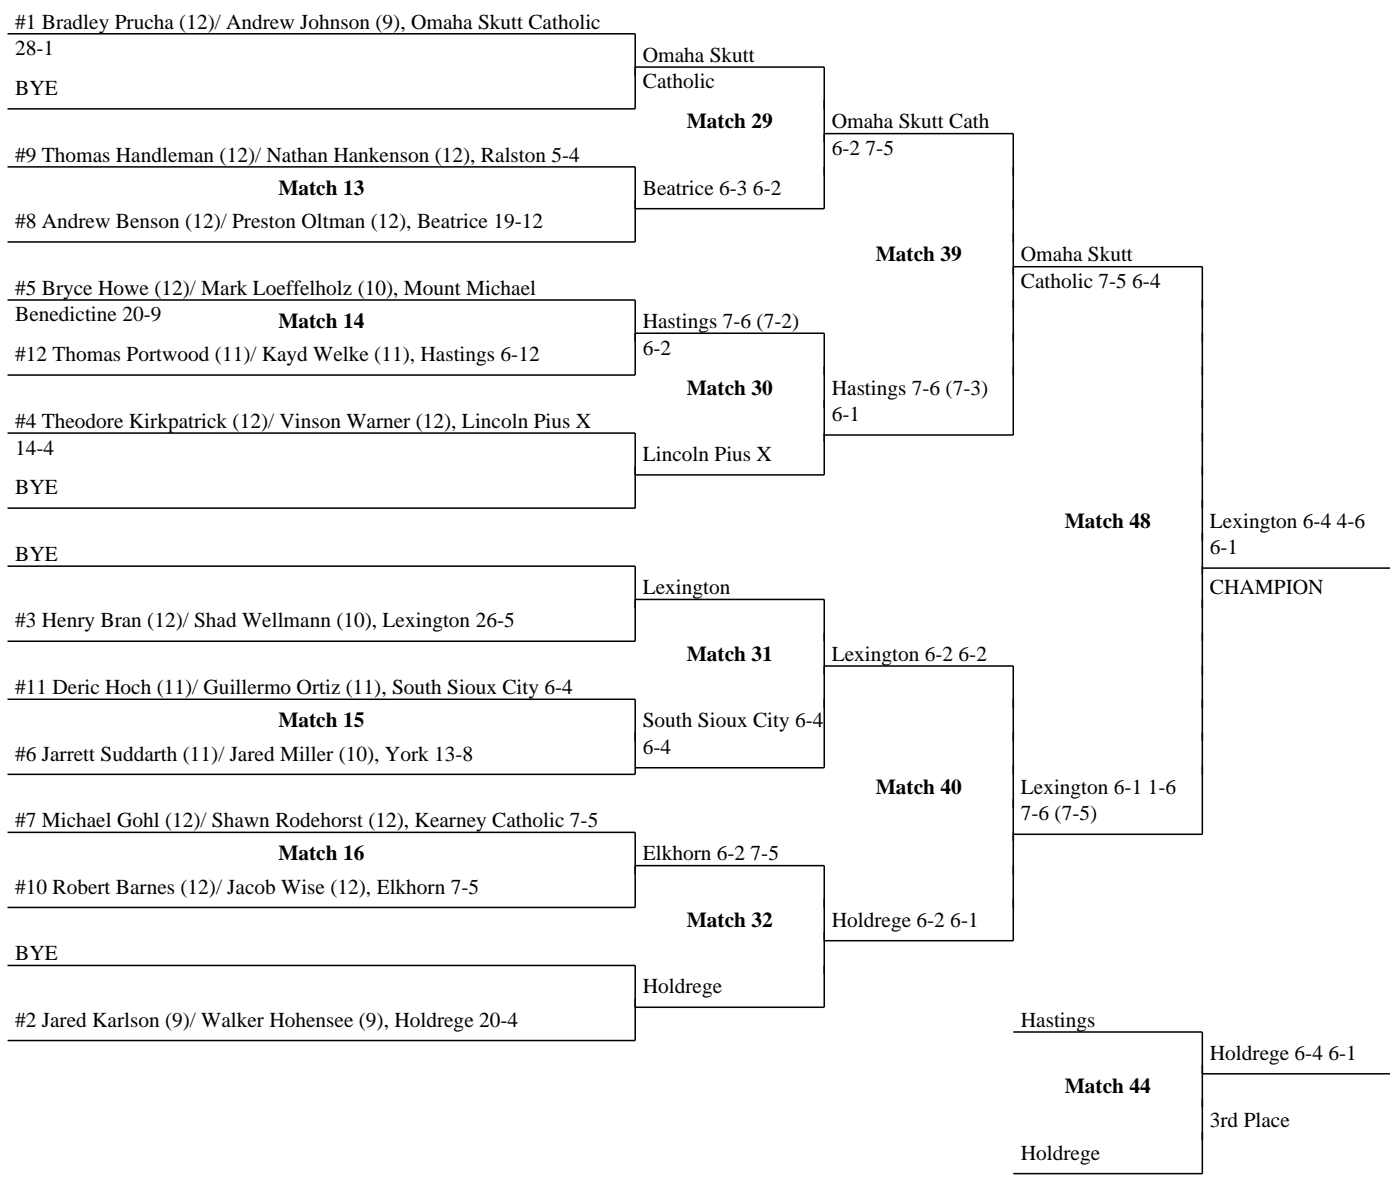 #1 Bradley Prucha (12)/ Andrew Johnson (9), Omaha Skutt Catholic
28-1
BYE
#9 Thomas Handleman (12)/ Nathan Hankenson (12), Ralston 5-4
Match 13
#8 Andrew Benson (12)/ Preston Oltman (12), Beatrice 19-12
#5 Bryce Howe (12)/ Mark Loeffelholz (10), Mount Michael
Benedictine 20-9
Match 14
#12 Thomas Portwood (11)/ Kayd Welke (11), Hastings 6-12
#4 Theodore Kirkpatrick (12)/ Vinson Warner (12), Lincoln Pius X
14-4
BYE
BYE
#3 Henry Bran (12)/ Shad Wellmann (10), Lexington 26-5
#11 Deric Hoch (11)/ Guillermo Ortiz (11), South Sioux City 6-4
Match 15
#6 Jarrett Suddarth (11)/ Jared Miller (10), York 13-8
#7 Michael Gohl (12)/ Shawn Rodehorst (12), Kearney Catholic 7-5
Match 16
#10 Robert Barnes (12)/ Jacob Wise (12), Elkhorn 7-5
BYE
#2 Jared Karlson (9)/ Walker Hohensee (9), Holdrege 20-4
Omaha Skutt
Catholic
Match 29
Beatrice 6-3 6-2
Hastings 7-6 (7-2)
6-2
Match 30
Lincoln Pius X
Lexington
Match 31
South Sioux City 6-4
6-4
Elkhorn 6-2 7-5
Match 32
Holdrege
Omaha Skutt Cath
6-2 7-5
Match 39
Hastings 7-6 (7-3)
6-1
Lexington 6-2 6-2
Match 40
Holdrege 6-2 6-1
Omaha Skutt
Catholic 7-5 6-4
Match 48
Lexington 6-1 1-6
7-6 (7-5)
Lexington 6-4 4-6
6-1
CHAMPION
Hastings
Match 44
Holdrege
Holdrege 6-4 6-1
3rd Place